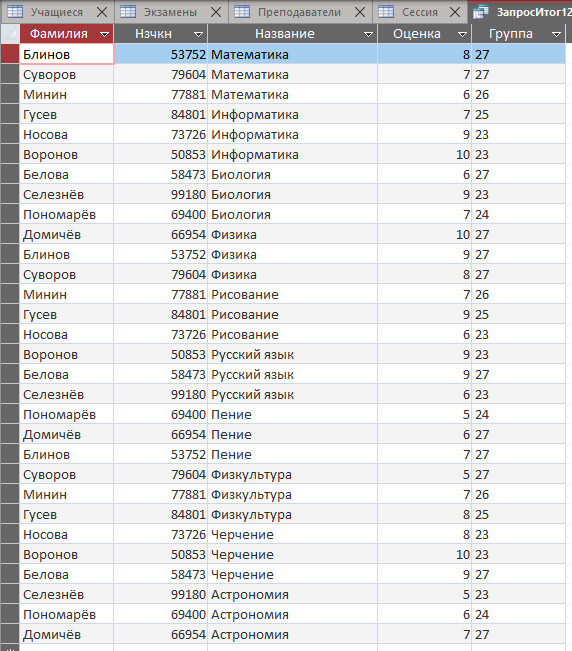 Учащиеся Экзамены Преподаватели Сессия ЗапросИтог12
Фамилия Нзчкн Название Оценка Группа
Блинов 53752 Математика 8 27
Суворов 79604 Математика 7 27
Минин 77881 Математика 6 26
Гусев 84801 Информатика 7 25
Носова 73726 Информатика 9 23
Воронов 50853 Информатика 10 23
Белова 58473 Биология 6 27
Селезнёв 99180 Биология 9 23
Пономарёв 69400 Биология 7 24
Домичёв 66954 Физика 10 27
Блинов 53752 Физика 9 27
Суворов 79604 Физика 8 27
Минин 77881 Рисование 7 26
Гусев 84801 Рисование 9 25
Носова 73726 Рисование 6 23
Воронов 50853 Русский язык 9 23
Белова 58473 Русский язык 9 27
Селезнёв 99180 Русский язык 6 23
Пономарёв 69400 Пение 5 24
Домичёв 66954 Пение 6 27
Блинов 53752 Пение 7 27
Суворов 79604 Физкультура 5 27
Минин 77881 Физкультура 7 26
Гусев 84801 Физкультура 8 25
Носова 73726 Черчение 8 23
Воронов 50853 Черчение 10 23
Белова 58473 Черчение 9 27
Селезнёв 99180 Астрономия 5 23
Пономарёв 69400 Астрономия 6 24
Домичёв 66954 Астрономия 7 27